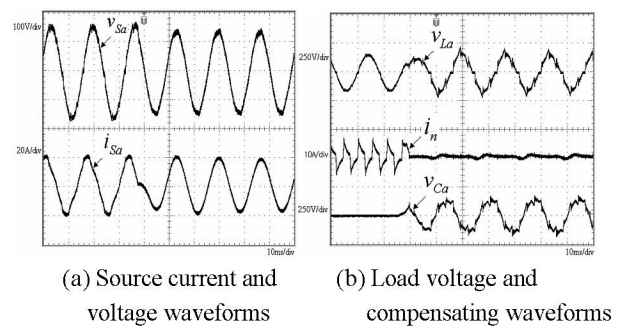 100V/div
vSa
20A/div
iSa
10ms/div
250V/div
vLa
10A/div
in
250V/div
vCa
10ms/div
(a) Source current and
voltage waveforms
(b) Load voltage and
compensating waveforms